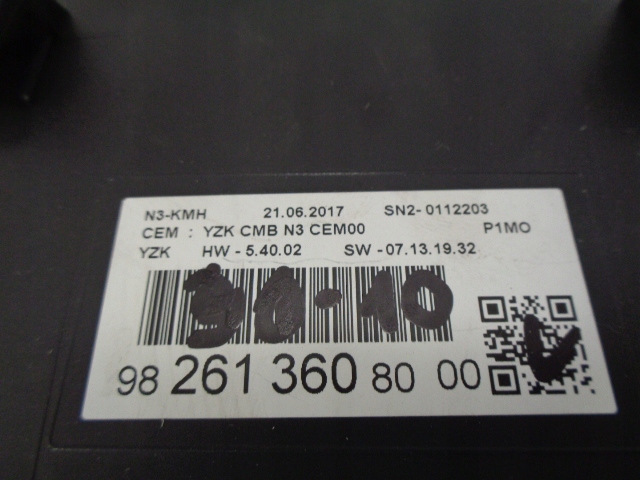 N3-KMH 21.06.2017 SN2- 0112203
CEM : YZK CMB N3 CEM00 P1MO
YZK HW - 5.40.02 SW - 07.13.19.32
98 261 360 80 00